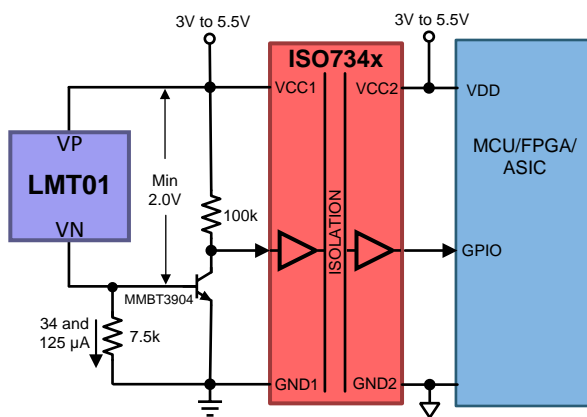 3V to 5.5V
3V to 5.5V
ISO734x
VCC1
VCC2
VDD
MCU/FPGA/
ASIC
VP
LMT01
VN
Min
2.0V
100k
ISOLATION
GPIO
MMBT3904
34 and
125 µA
7.5k
GND1
GND2